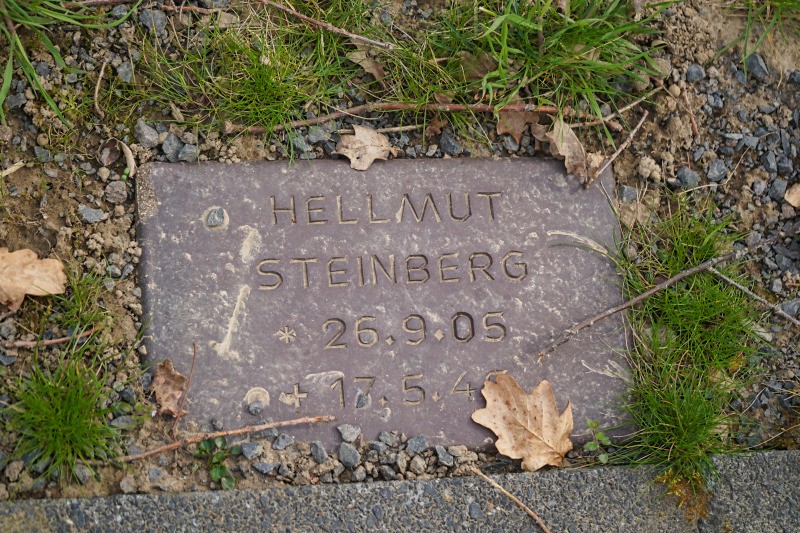 HELLMUT
STEINBERG
* 26.9.05
+ 17.5.4